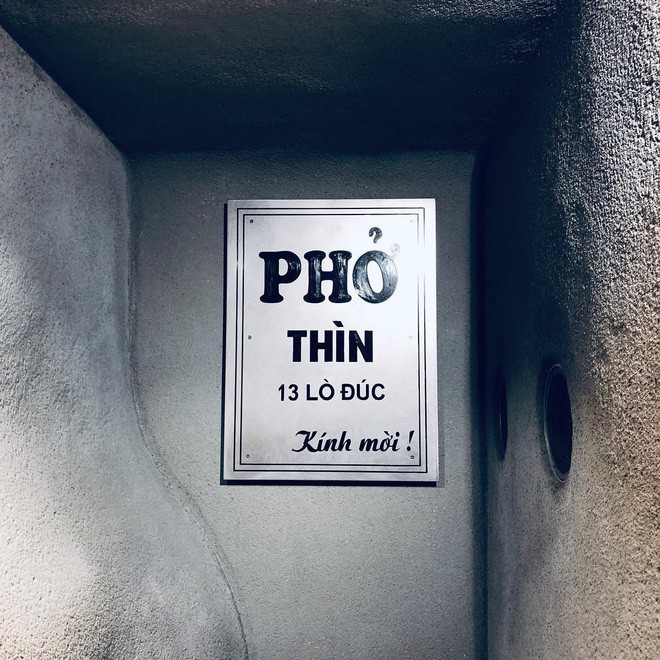 PHỞ
THÌN
13 LÒ ĐÚC
Kính mời !